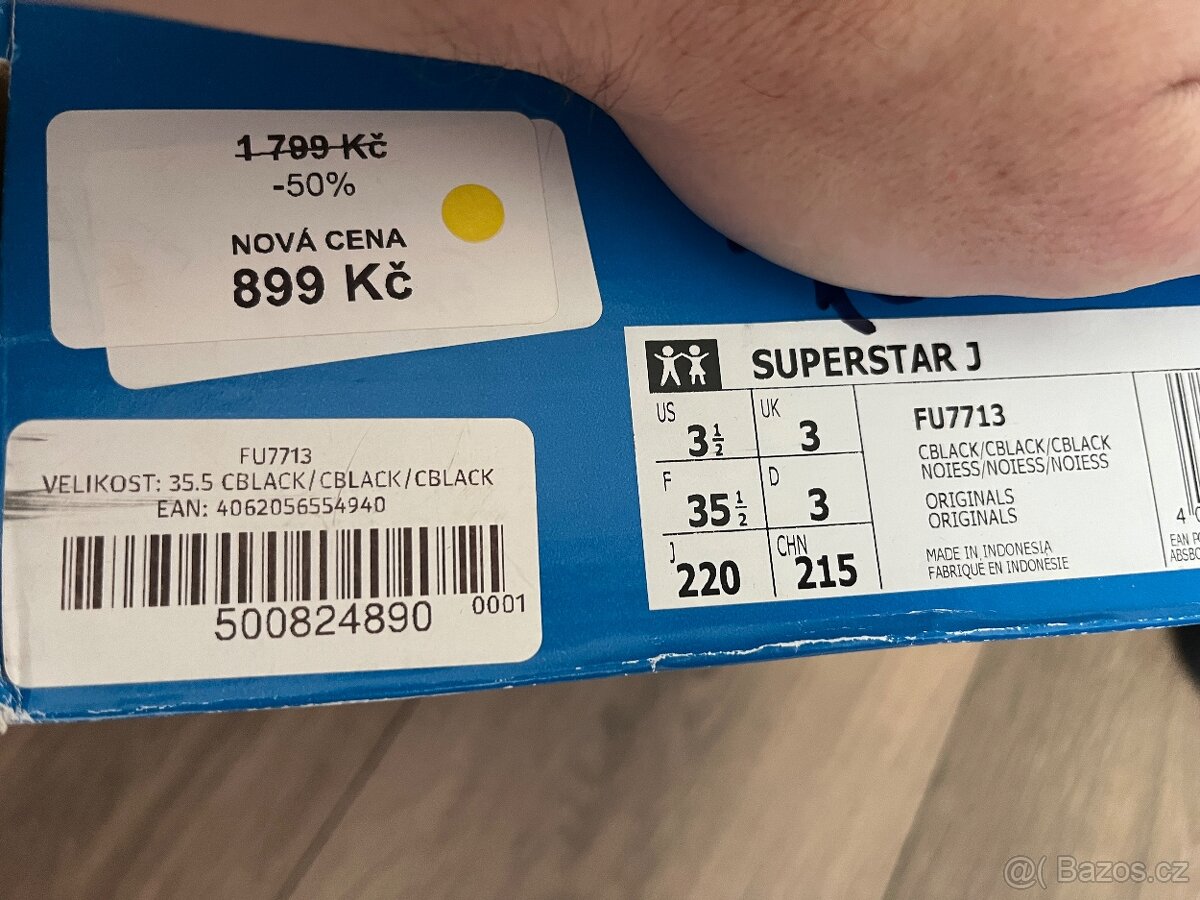 1 799 Kč
-50%
NOVÁ CENA
899 Kč
FU7713
VELIKOST: 35.5 CBLACK/CBLACK/CBLACK
EAN: 4062056554940
500824890 0001
SUPERSTAR J
US 3½ UK 3
F 35½ D 3
J 220 CHN 215
FU7713
CBLACK/CBLACK/CBLACK
NOIESS/NOIESS/NOIESS
ORIGINALS
ORIGINALS
MADE IN INDONESIA
FABRIQUE EN INDONESIE
EAN
@( Bazos.cz